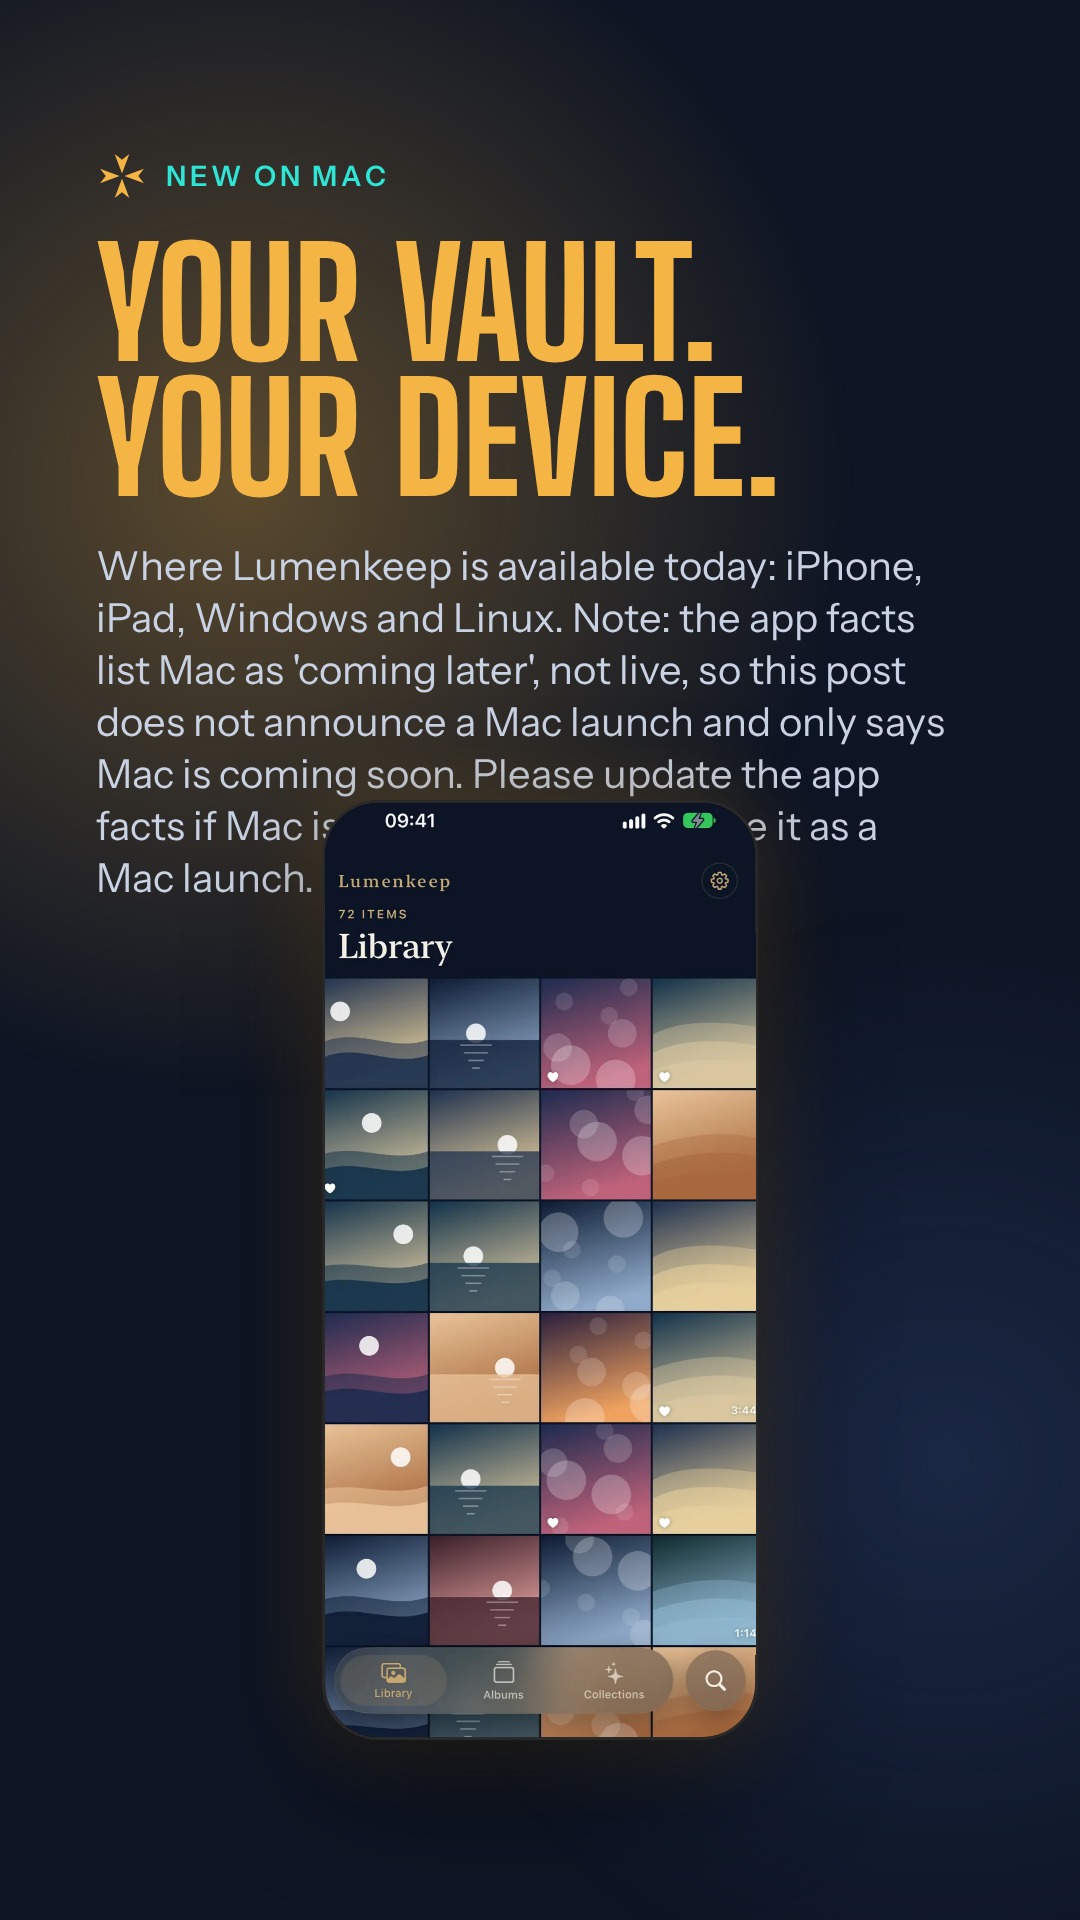 NEW ON MAC
YOUR VAULT.
YOUR DEVICE.
Where Lumenkeep is available today: iPhone,
iPad, Windows and Linux. Note: the app facts
list Mac as 'coming later', not live, so this post
does not announce a Mac launch and only says
Mac is coming soon. Please update the app
facts if Mac is it as a
Mac launch.
09:41
Lumenkeep
72 ITEMS
Library
3:44
1:14
Library
Albums
Collections